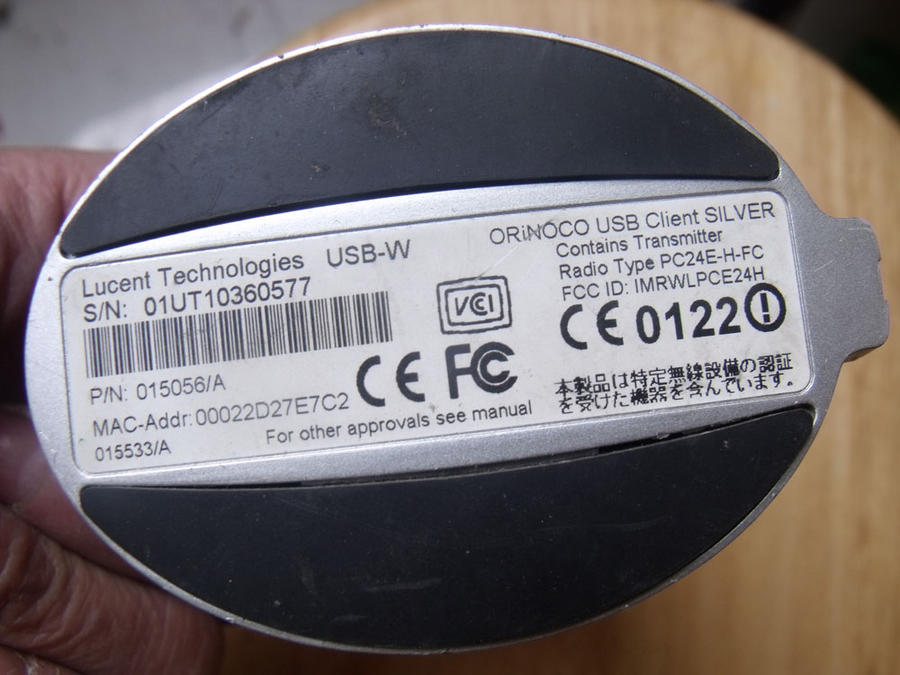 Lucent Technologies USB-W
S/N: 01UT10360577
P/N: 015056/A
MAC-Addr: 00022D27E7C2
015533/A
For other approvals see manual
CE FC
VCI
ORiNOCO USB Client SILVER
Contains Transmitter
Radio Type PC24E-H-FC
FCC ID: IMRWLPCE24H
CE 0122
本製品は特定無線設備の認証
を受けた機器を含んでいます。